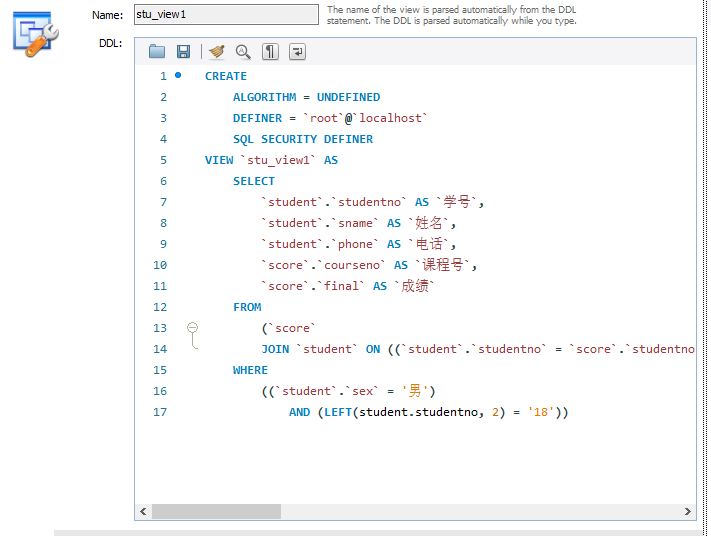 Name:
stu_view1
The name of the view is parsed automatically from the DDL
statement. The DDL is parsed automatically while you type.
DDL:
1 CREATE
2 ALGORITHM = UNDEFINED
3 DEFINER = `root`@`localhost`
4 SQL SECURITY DEFINER
5 VIEW `stu_view1` AS
6 SELECT
7 `student`.`studentno` AS `学号`,
8 `student`.`sname` AS `姓名`,
9 `student`.`phone` AS `电话`,
10 `score`.`courseno` AS `课程号`,
11 `score`.`final` AS `成绩`
12 FROM
13 (`score`
14 JOIN `student` ON ((`student`.`studentno` = `score`.`studentno
15 WHERE
16 ((`student`.`sex` = '男')
17 AND (LEFT(student.studentno, 2) = '18'))